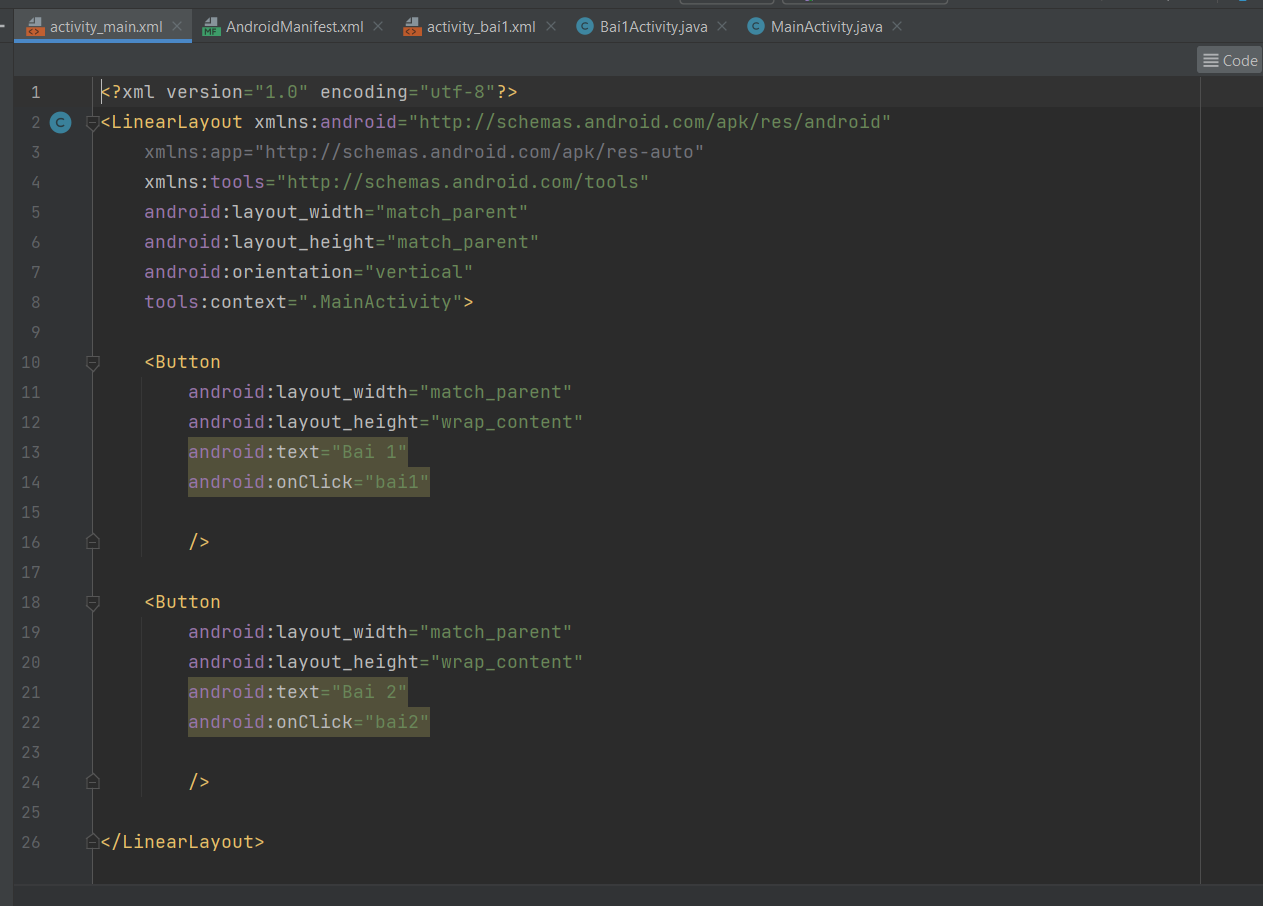 activity_main.xml AndroidManifest.xml activity_bai1.xml Bai1Activity.java MainActivity.java
Code
1 <?xml version="1.0" encoding="utf-8"?>
2 <LinearLayout xmlns:android="http://schemas.android.com/apk/res/android"
3 xmlns:app="http://schemas.android.com/apk/res-auto"
4 xmlns:tools="http://schemas.android.com/tools"
5 android:layout_width="match_parent"
6 android:layout_height="match_parent"
7 android:orientation="vertical"
8 tools:context=".MainActivity">
9
10 <Button
11 android:layout_width="match_parent"
12 android:layout_height="wrap_content"
13 android:text="Bai 1"
14 android:onClick="bai1"
15
16 />
17
18 <Button
19 android:layout_width="match_parent"
20 android:layout_height="wrap_content"
21 android:text="Bai 2"
22 android:onClick="bai2"
23
24 />
25
26 </LinearLayout>